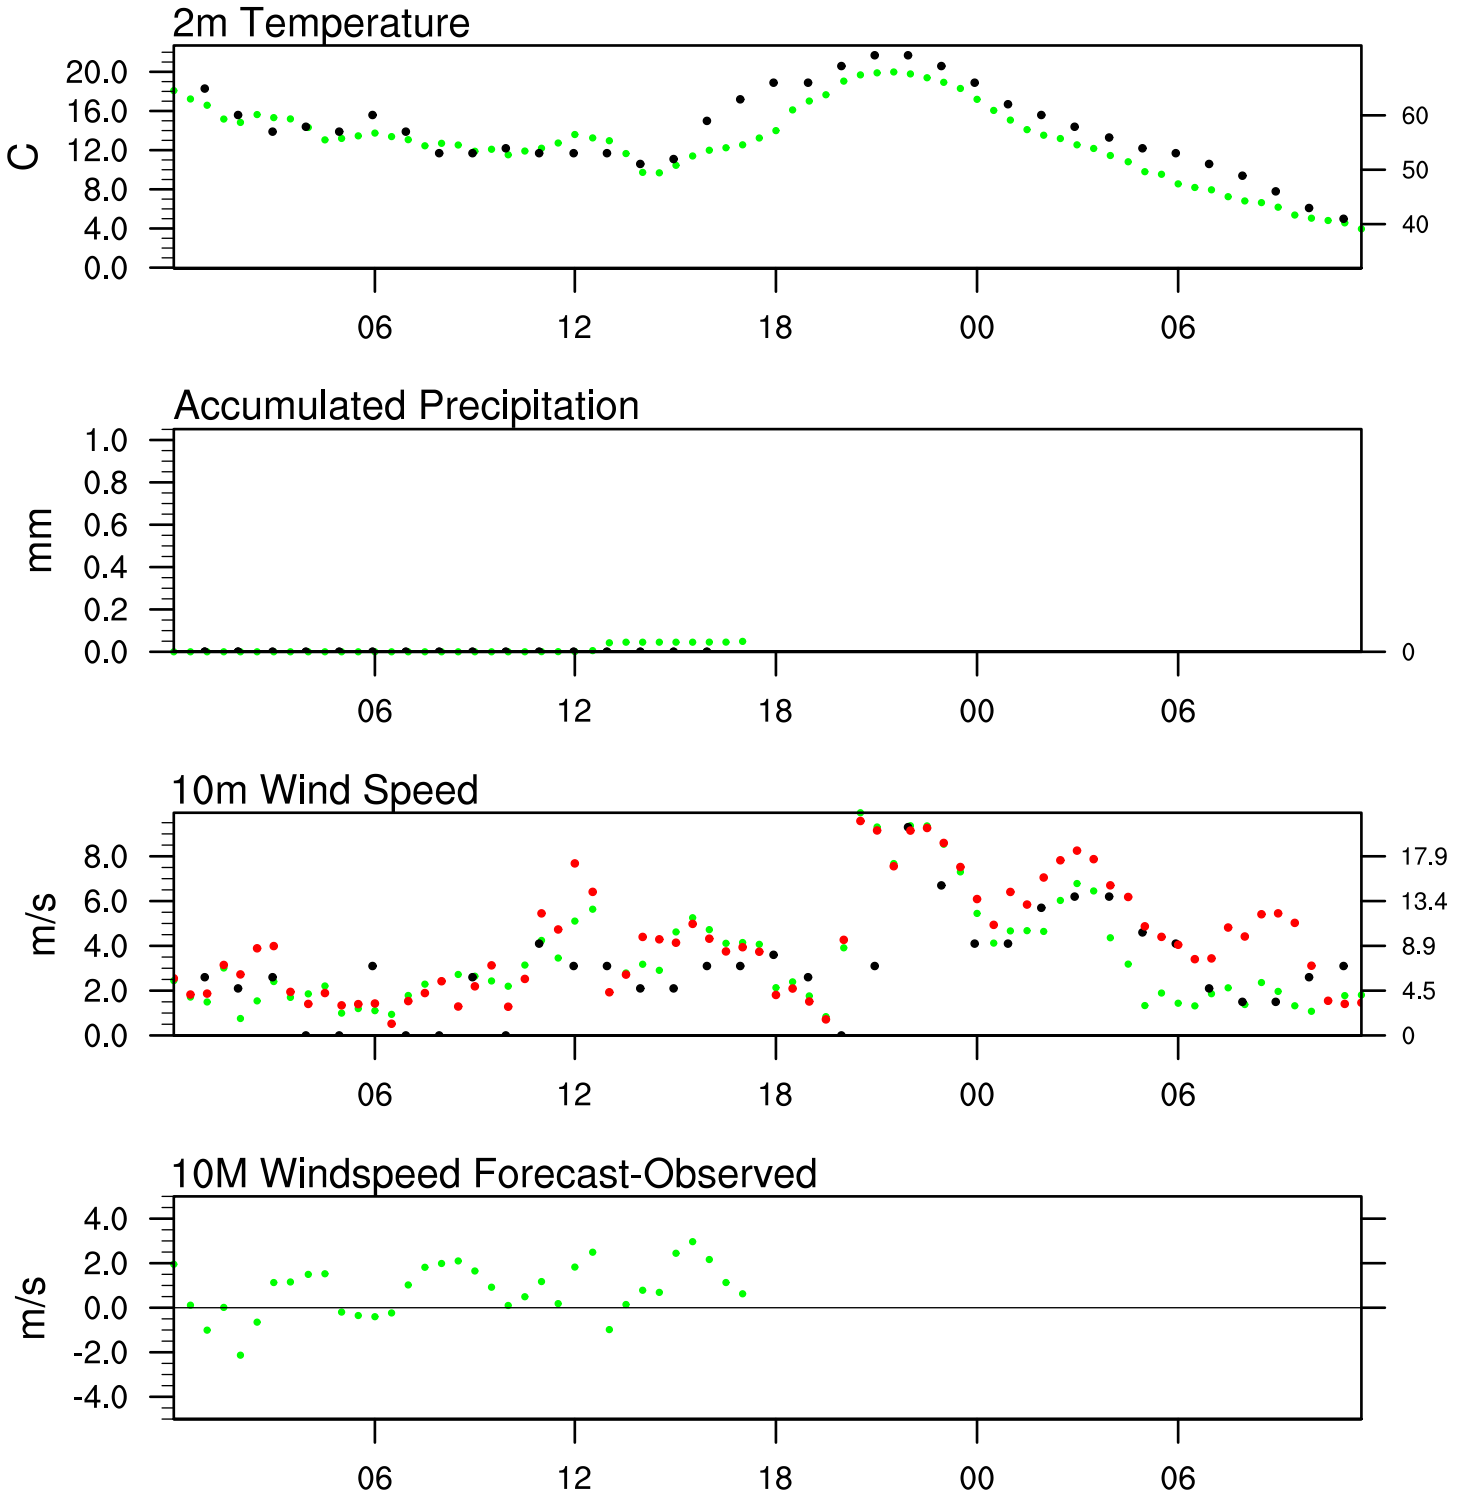 2m Temperature
20.0
16.0
12.0
8.0
4.0
0.0
C
60
50
40
06 12 18 00 06
Accumulated Precipitation
1.0
0.8
0.6
0.4
0.2
0.0
mm
0
06 12 18 00 06
10m Wind Speed
8.0
6.0
4.0
2.0
0.0
m/s
17.9
13.4
8.9
4.5
0
06 12 18 00 06
10M Windspeed Forecast-Observed
4.0
2.0
0.0
-2.0
-4.0
m/s
06 12 18 00 06